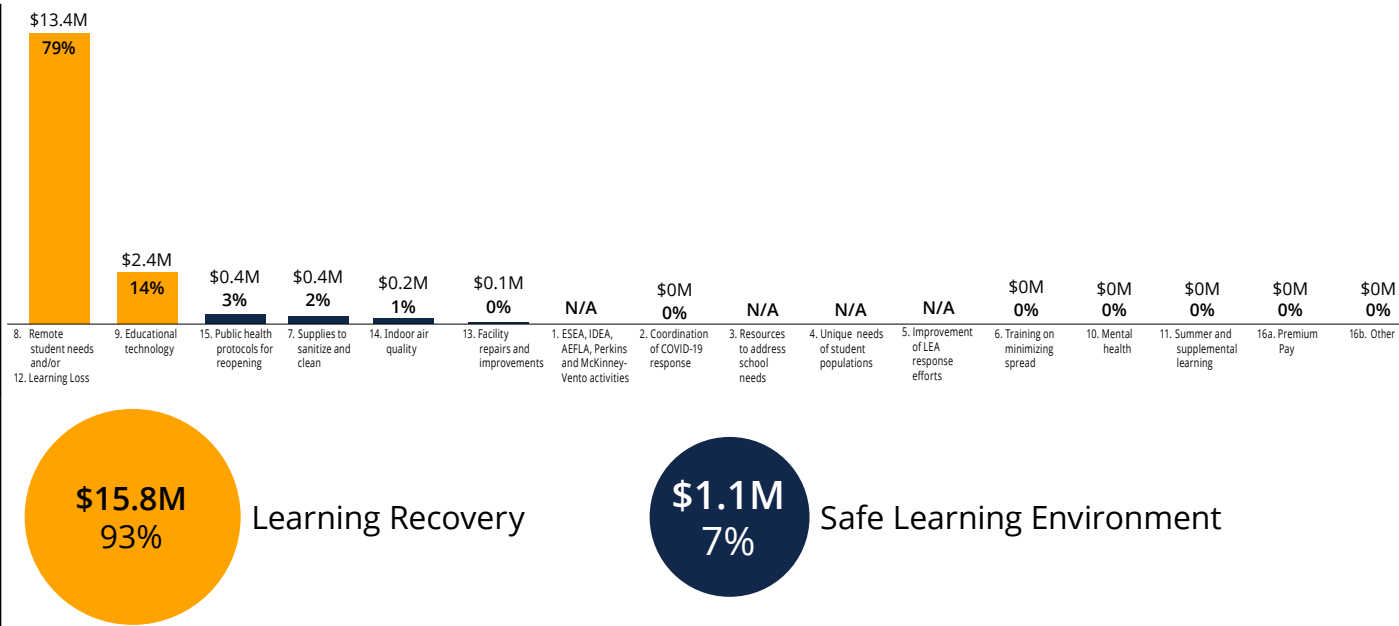 $13.4M
79%
$2.4M
14%
$0.4M
3%
$0.4M
2%
$0.2M
1%
$0.1M
0%
N/A
$0M
0%
N/A
N/A
N/A
$0M
0%
$0M
0%
$0M
0%
$0M
0%
$0M
0%
8. Remote
student needs
and/or
12. Learning Loss
9. Educational
technology
15. Public health
protocols for
reopening
7. Supplies to
sanitize and
clean
14. Indoor air
quality
13. Facility
repairs and
improvements
1. ESEA, IDEA,
AEFLA, Perkins
and McKinney-
Vento activities
2. Coordination
of COVID-19
response
3. Resources
to address
school
needs
4. Unique needs
of student
populations
5. Improvement
of LEA
response
efforts
6. Training on
minimizing
spread
10. Mental
health
11. Summer and
supplemental
learning
16a. Premium
Pay
16b. Other
$15.8M
93%
Learning Recovery
$1.1M
7%
Safe Learning Environment